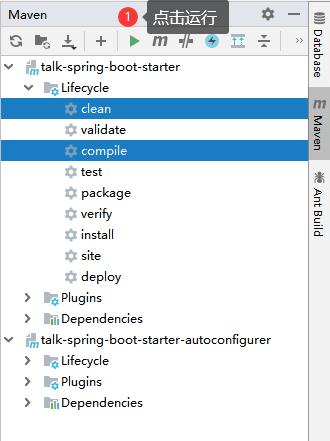 Maven
1 点击运行
m
»
talk-spring-boot-starter
Lifecycle
clean
validate
compile
test
package
verify
install
site
deploy
Plugins
Dependencies
talk-spring-boot-starter-autoconfigurer
Lifecycle
Plugins
Dependencies
Database
m Maven
Ant Build